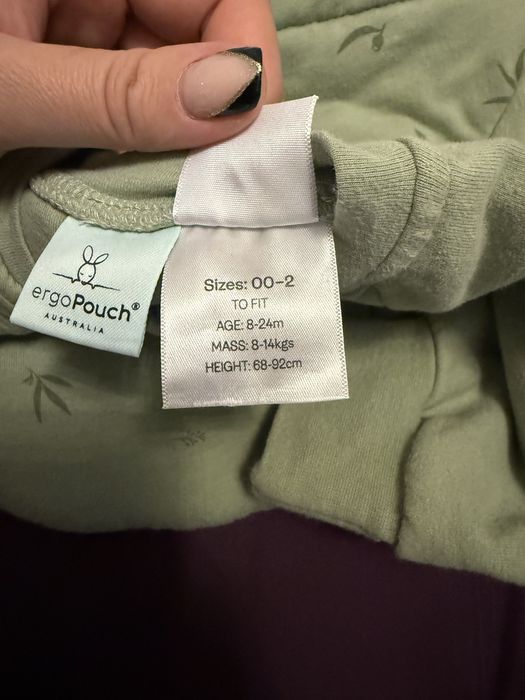 ergoPouch®
AUSTRALIA
Sizes: 00-2
TO FIT
AGE: 8-24m
MASS: 8-14kgs
HEIGHT: 68-92cm